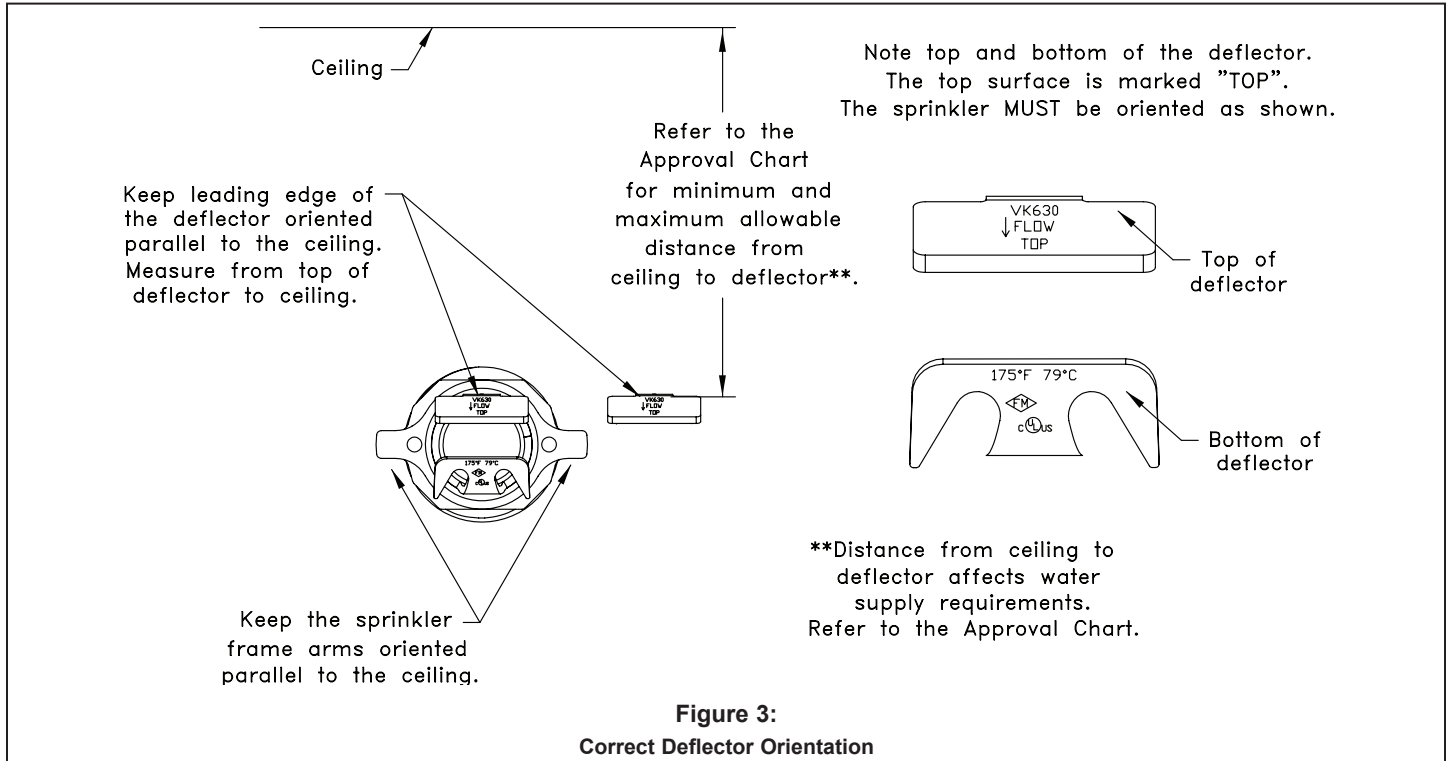 Ceiling
Note top and bottom of the deflector.
The top surface is marked "TOP".
The sprinkler MUST be oriented as shown.
Refer to the
Approval Chart
for minimum and
maximum allowable
distance from
ceiling to deflector**.
Keep leading edge of
the deflector oriented
parallel to the ceiling.
Measure from top of
deflector to ceiling.
VK630
↓FLOW
TOP
Top of
deflector
VK630
↓FLOW
TOP
VK630
↓FLOW
TOP
175°F 79°C
FM
C UL US
175°F 79°C
FM
C UL US
Bottom of
deflector
Keep the sprinkler
frame arms oriented
parallel to the ceiling.
**Distance from ceiling to
deflector affects water
supply requirements.
Refer to the Approval Chart.
Figure 3:
Correct Deflector Orientation